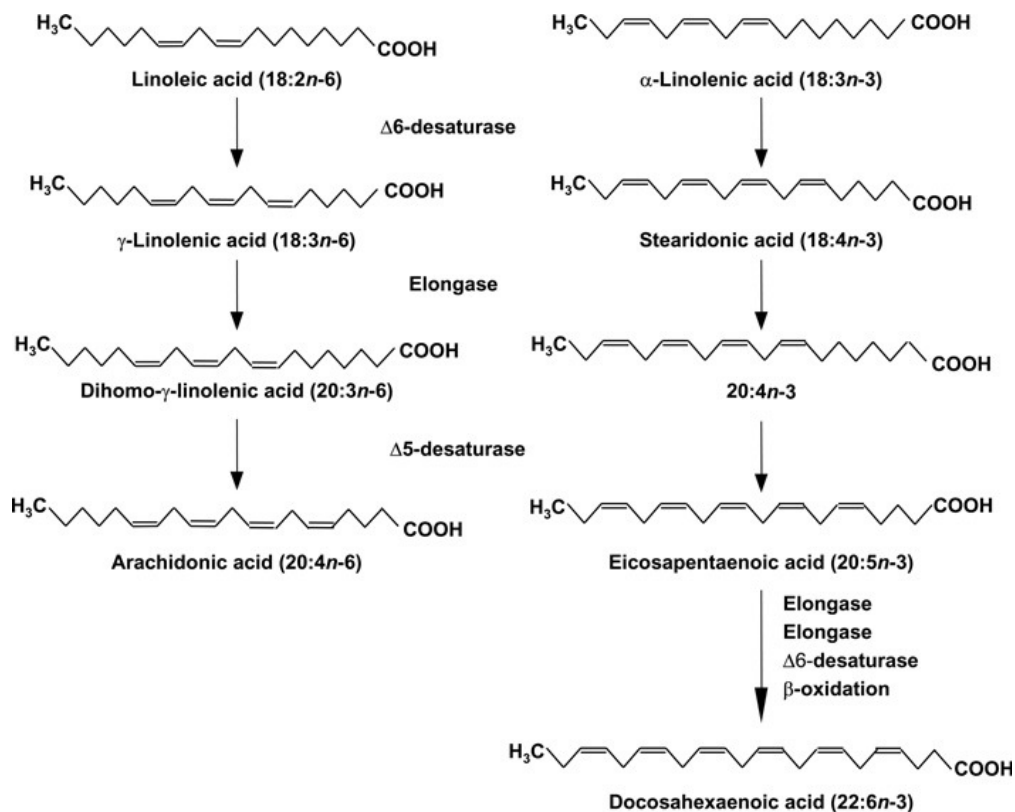 H₃C COOH
Linoleic acid (18:2n-6)
H₃C COOH
α-Linolenic acid (18:3n-3)
Δ6-desaturase
H₃C COOH
γ-Linolenic acid (18:3n-6)
H₃C COOH
Stearidonic acid (18:4n-3)
Elongase
H₃C COOH
Dihomo-γ-linolenic acid (20:3n-6)
H₃C COOH
20:4n-3
Δ5-desaturase
H₃C COOH
Arachidonic acid (20:4n-6)
H₃C COOH
Eicosapentaenoic acid (20:5n-3)
Elongase
Elongase
Δ6-desaturase
β-oxidation
H₃C COOH
Docosahexaenoic acid (22:6n-3)